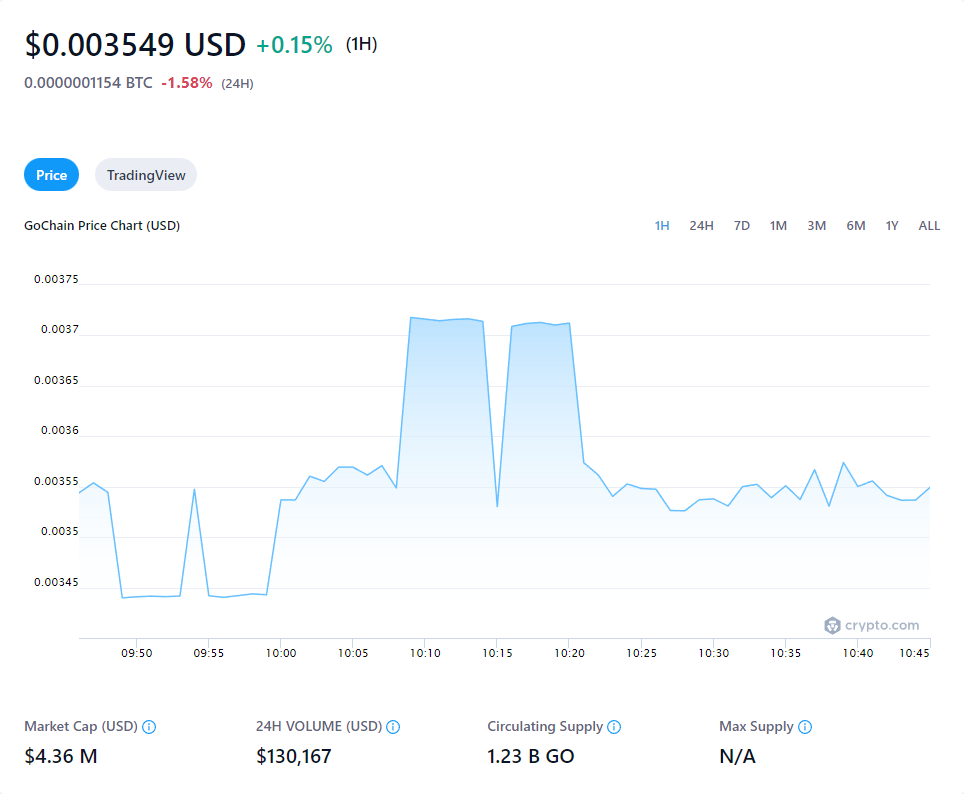 $0.003549 USD +0.15% (1H)
0.0000001154 BTC -1.58% (24H)
Price TradingView
GoChain Price Chart (USD) 1H 24H 7D 1M 3M 6M 1Y ALL
0.00375
0.0037
0.00365
0.0036
0.00355
0.0035
0.00345
crypto.com
09:50 09:55 10:00 10:05 10:10 10:15 10:20 10:25 10:30 10:35 10:40 10:45
Market Cap (USD) 24H VOLUME (USD) Circulating Supply Max Supply
$4.36 M $130,167 1.23 B GO N/A